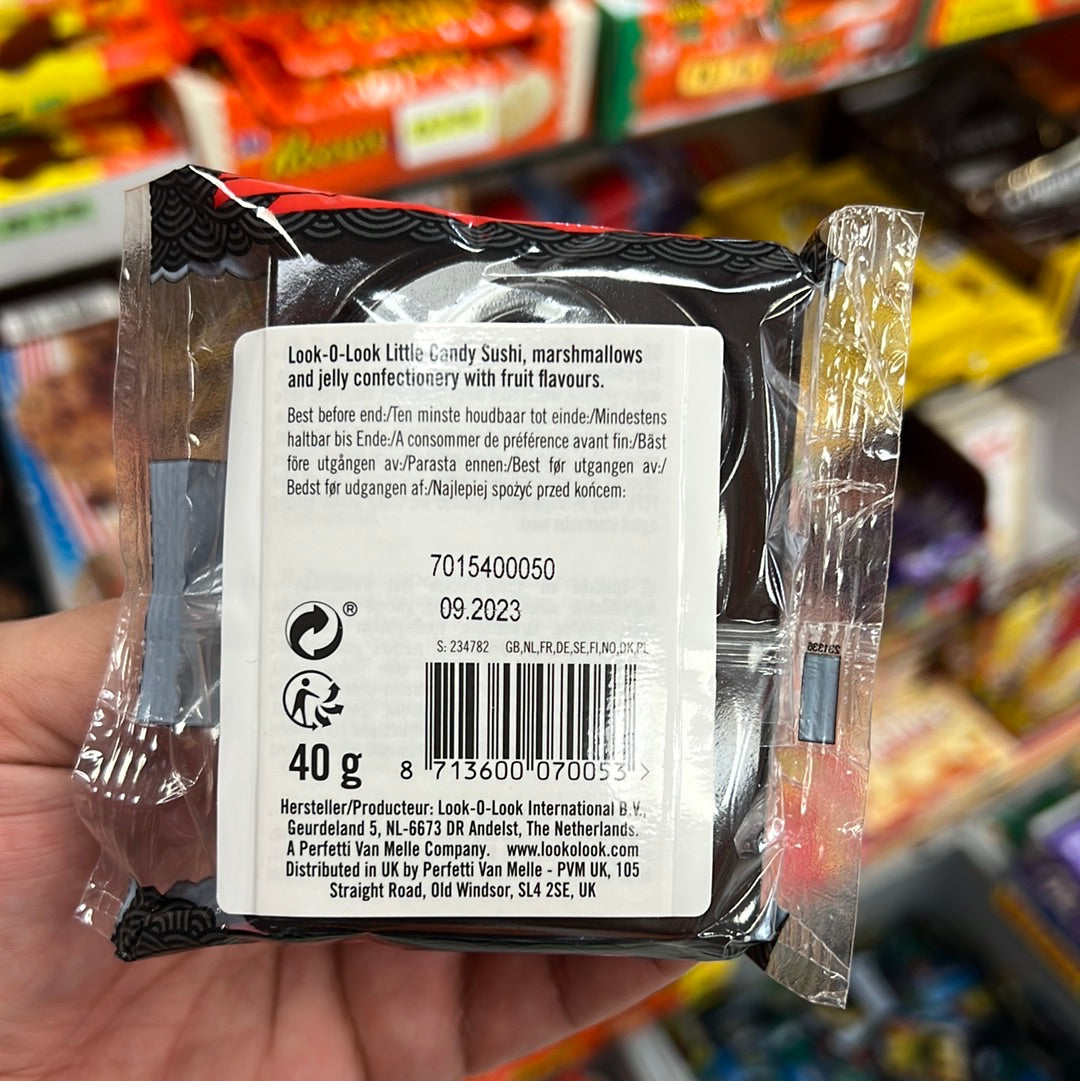 Reese's
Look-O-Look Little Candy Sushi, marshmallows
and jelly confectionery with fruit flavours.
Best before end:/Ten minste houdbaar tot einde:/Mindestens
haltbar bis Ende:/A consommer de préférence avant fin:/Bäst
före utgången av:/Parasta ennen:/Best før utgangen av:/
Bedst før udgangen af:/Najlepiej spożyć przed końcem:
7015400050
09.2023
®
S: 234782 GB,NL,FR,DE,SE,FI,NO,DK,PL
40 g
8 713600 070053 >
Hersteller/Producteur: Look-O-Look International B.V.,
Geurdeland 5, NL-6673 DR Andelst, The Netherlands.
A Perfetti Van Melle Company. www.lookolook.com
Distributed in UK by Perfetti Van Melle - PVM UK, 105
Straight Road, Old Windsor, SL4 2SE, UK